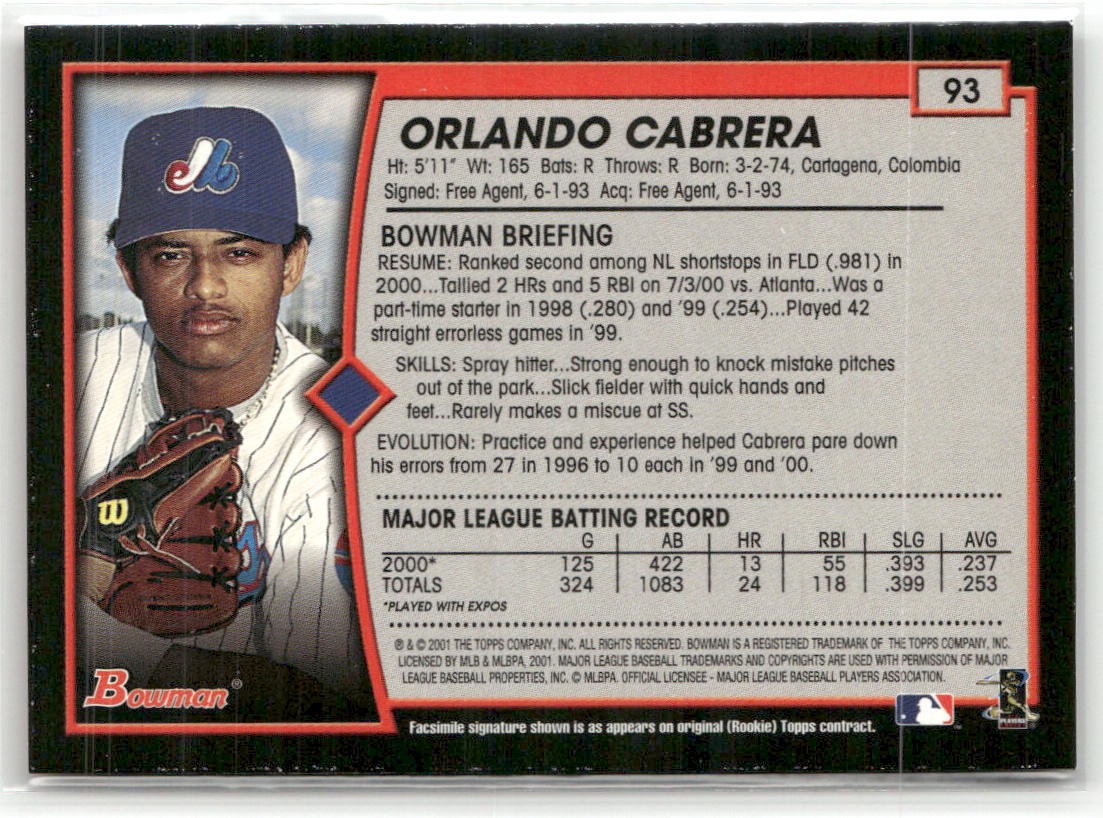 93
ORLANDO CABRERA
Ht: 5'11" Wt: 165 Bats: R Throws: R Born: 3-2-74, Cartagena, Colombia
Signed: Free Agent, 6-1-93 Acq: Free Agent, 6-1-93
BOWMAN BRIEFING
RESUME: Ranked second among NL shortstops in FLD (.981) in
2000...Tallied 2 HRs and 5 RBI on 7/3/00 vs. Atlanta...Was a
part-time starter in 1998 (.280) and '99 (.254)...Played 42
straight errorless games in '99.
SKILLS: Spray hitter...Strong enough to knock mistake pitches
out of the park...Slick fielder with quick hands and
feet...Rarely makes a miscue at SS.
EVOLUTION: Practice and experience helped Cabrera pare down
his errors from 27 in 1996 to 10 each in '99 and '00.
MAJOR LEAGUE BATTING RECORD
G AB HR RBI SLG AVG
2000* 125 422 13 55 .393 .237
TOTALS 324 1083 24 118 .399 .253
*PLAYED WITH EXPOS
® & © 2001 THE TOPPS COMPANY, INC. ALL RIGHTS RESERVED. BOWMAN IS A REGISTERED TRADEMARK OF THE TOPPS COMPANY, INC.
LICENSED BY MLB & MLBPA, 2001. MAJOR LEAGUE BASEBALL TRADEMARKS AND COPYRIGHTS ARE USED WITH PERMISSION OF MAJOR
LEAGUE BASEBALL PROPERTIES, INC. © MLBPA. OFFICIAL LICENSEE - MAJOR LEAGUE BASEBALL PLAYERS ASSOCIATION.
Facsimile signature shown is as appears on original (Rookie) Topps contract.
W
Bowman®
PLAYERS